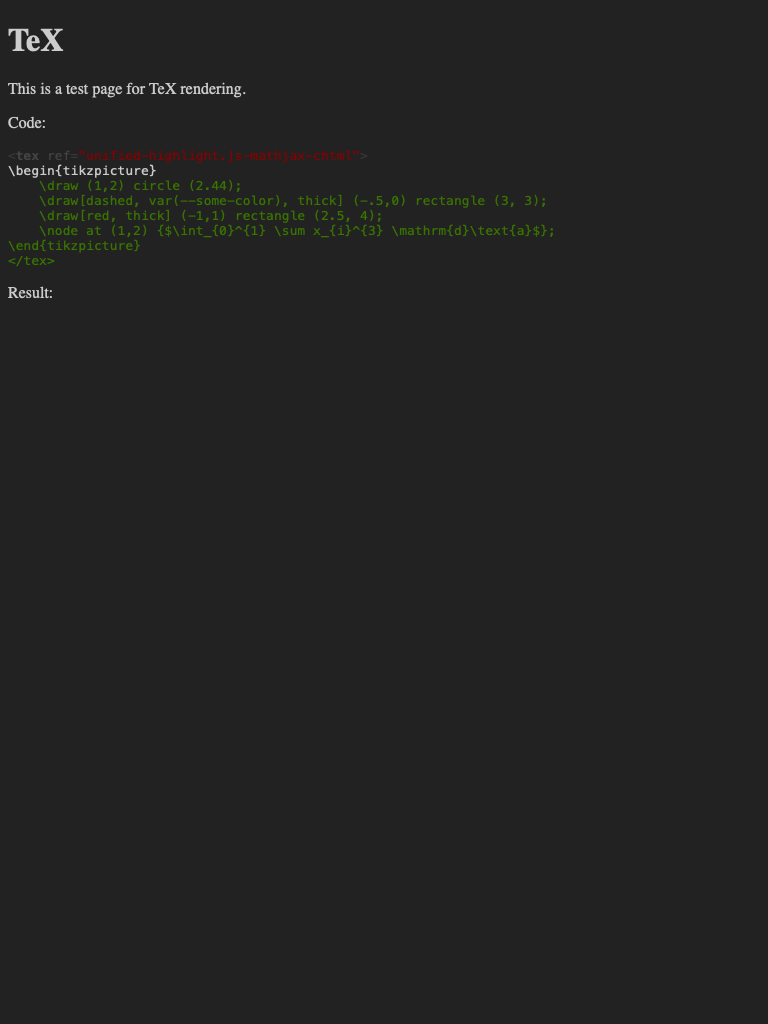 TeX
This is a test page for TeX rendering.
Code:
<tex ref="unified-highlight.js-mathjax-chtml">
\begin{tikzpicture}
    \draw (1,2) circle (2.44);
    \draw[dashed, var(--some-color), thick] (-.5,0) rectangle (3, 3);
    \draw[red, thick] (-1,1) rectangle (2.5, 4);
    \node at (1,2) {$\int_{0}^{1} \sum x_{i}^{3} \mathrm{d}\text{a}$};
\end{tikzpicture}
</tex>
Result: